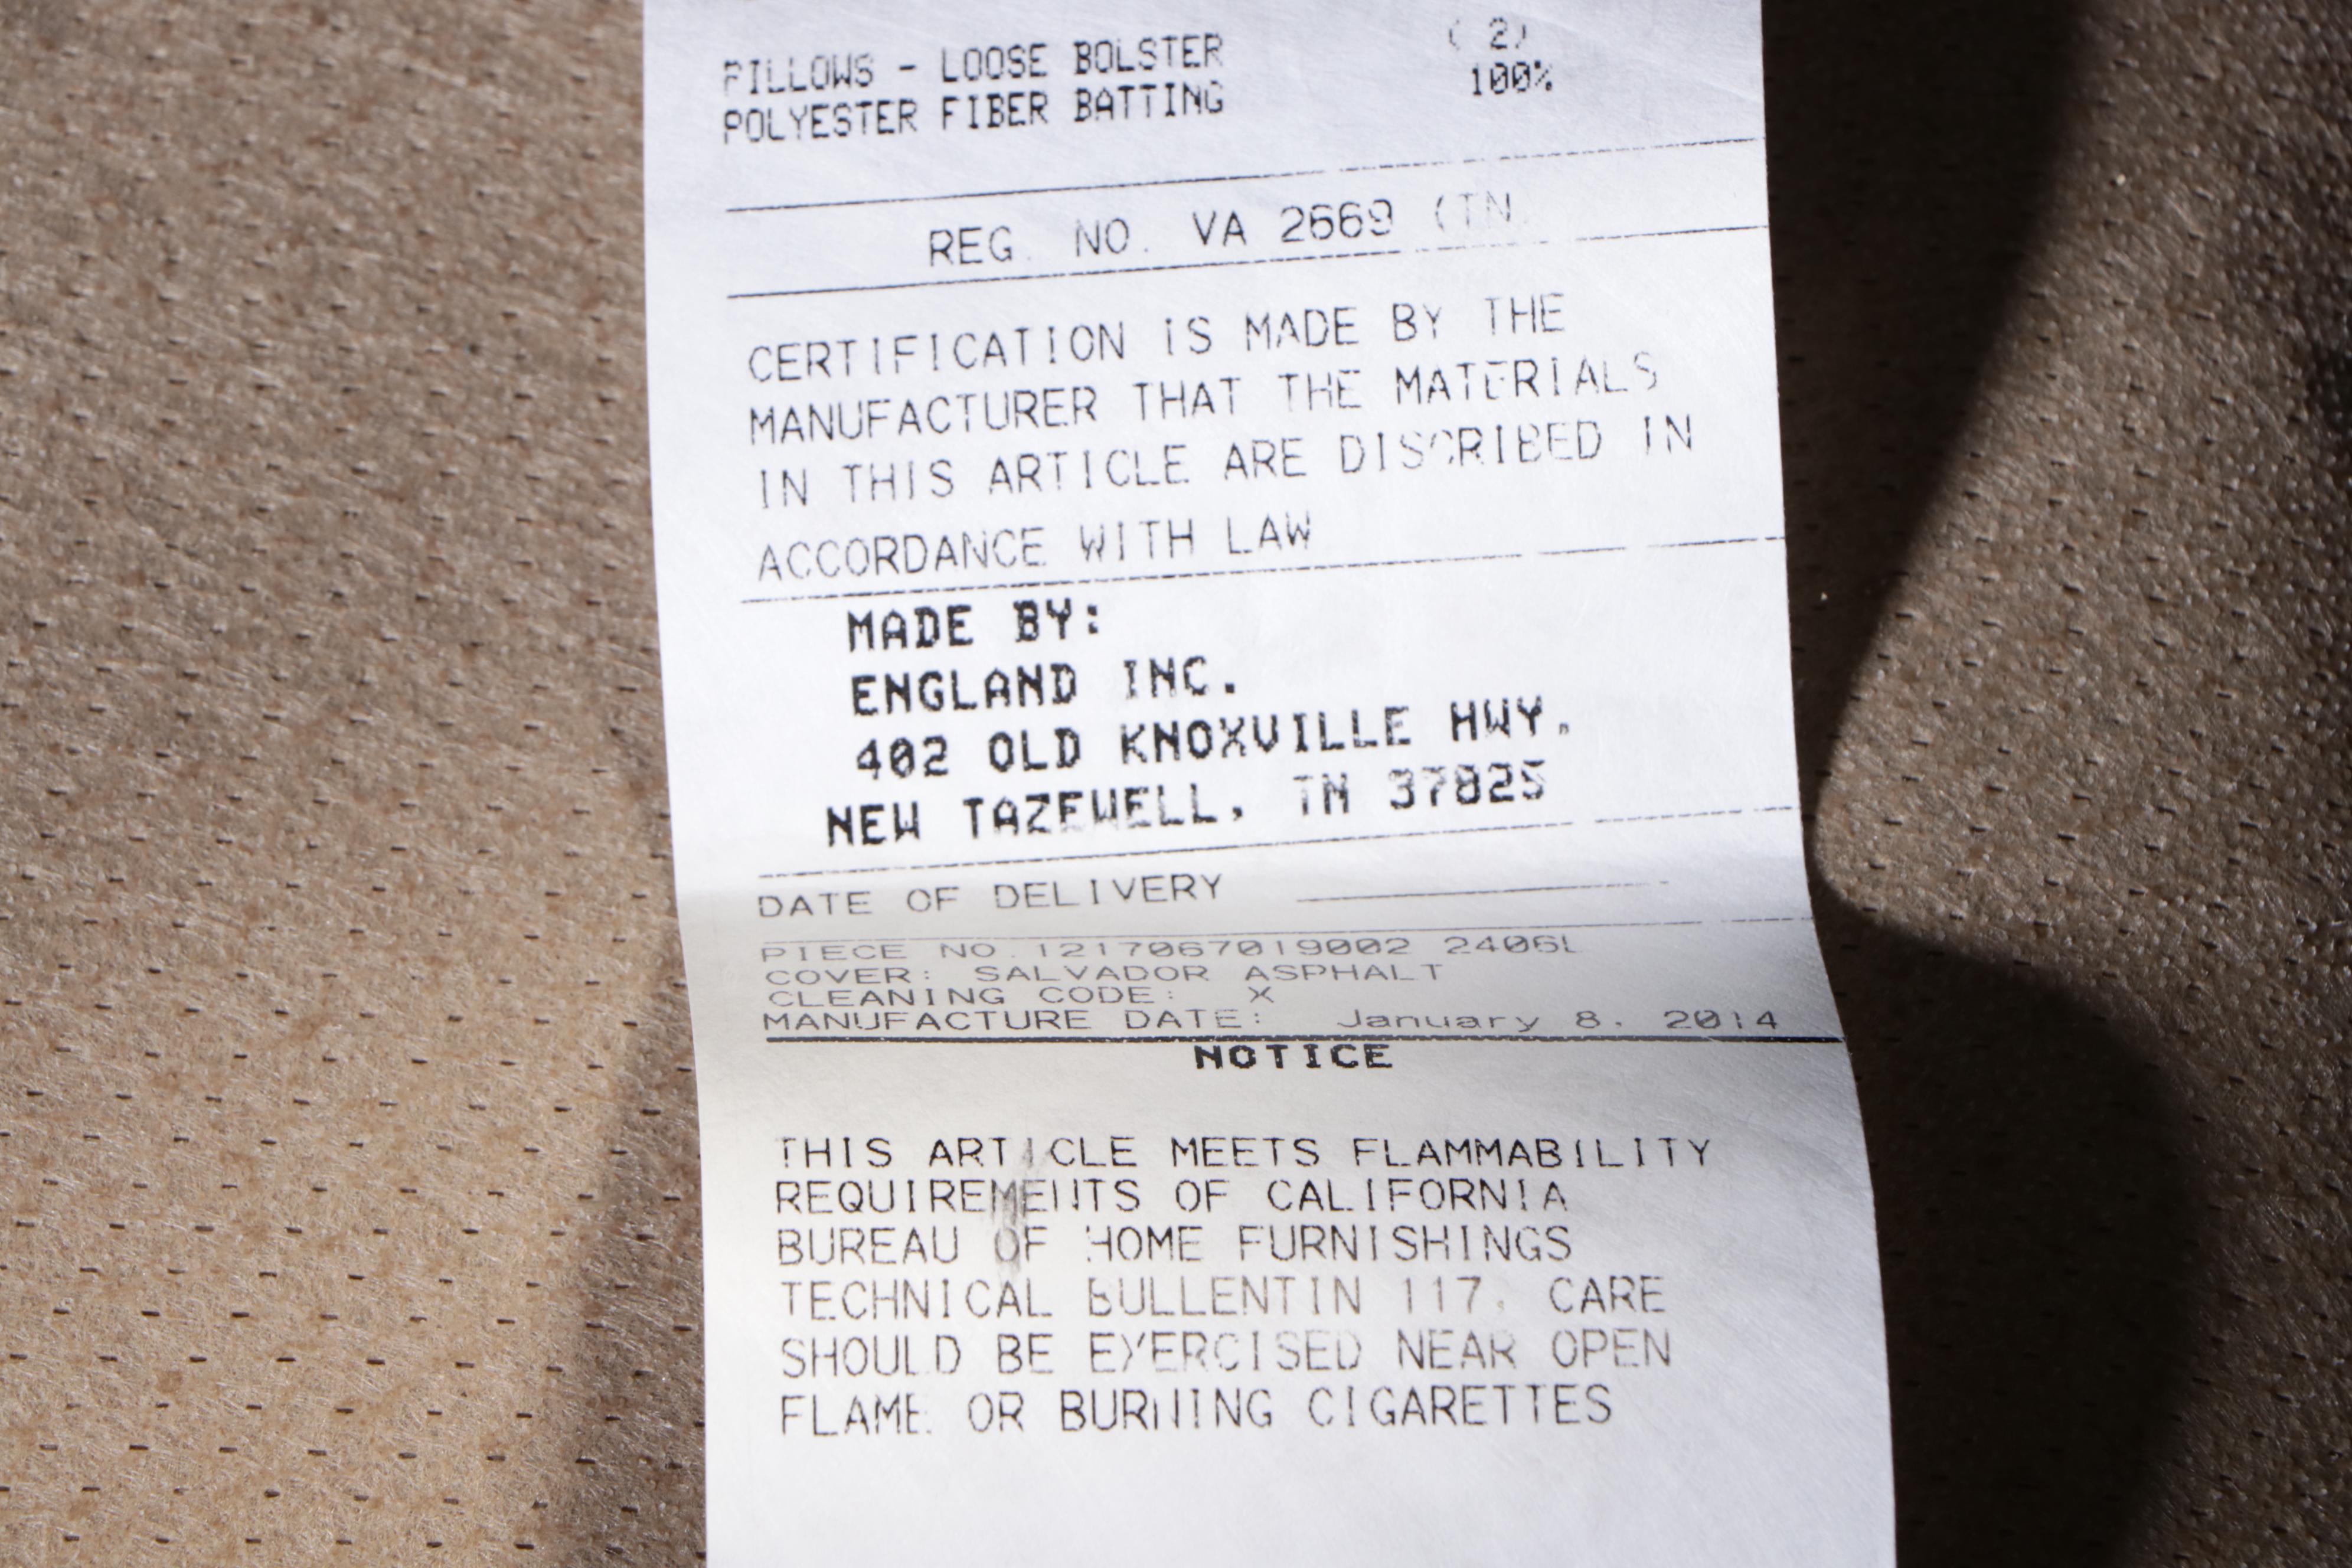 PILLOWS - LOOSE BOLSTER (2)
POLYESTER FIBER BATTING 100%
REG. NO. VA 2669 (TN)
CERTIFICATION IS MADE BY THE
MANUFACTURER THAT THE MATERIALS
IN THIS ARTICLE ARE DISCRIBED IN
ACCORDANCE WITH LAW
MADE BY:
ENGLAND INC.
402 OLD KNOXVILLE HWY.
NEW TAZEWELL, TN 37825
DATE OF DELIVERY
PIECE NO.1217067019002 2406L
COVER: SALVADOR ASPHALT
CLEANING CODE: X
MANUFACTURE DATE: January 8, 2014
NOTICE
THIS ARTICLE MEETS FLAMMABILITY
REQUIREMENTS OF CALIFORNIA
BUREAU OF HOME FURNISHINGS
TECHNICAL BULLENTIN 117. CARE
SHOULD BE EXERCISED NEAR OPEN
FLAME OR BURNING CIGARETTES